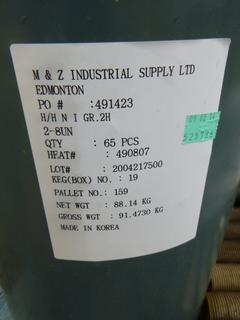 M & Z INDUSTRIAL SUPPLY LTD
EDMONTON
PO # :491423
H/H N I GR.2H
2-8UN
QTY : 65 PCS
HEAT# : 490807
LOT# : 2004217500
KEG(BOX) NO. : 19
PALLET NO.: 159
NET WGT : 88.14 KG
GROSS WGT : 91.4730 KG
MADE IN KOREA